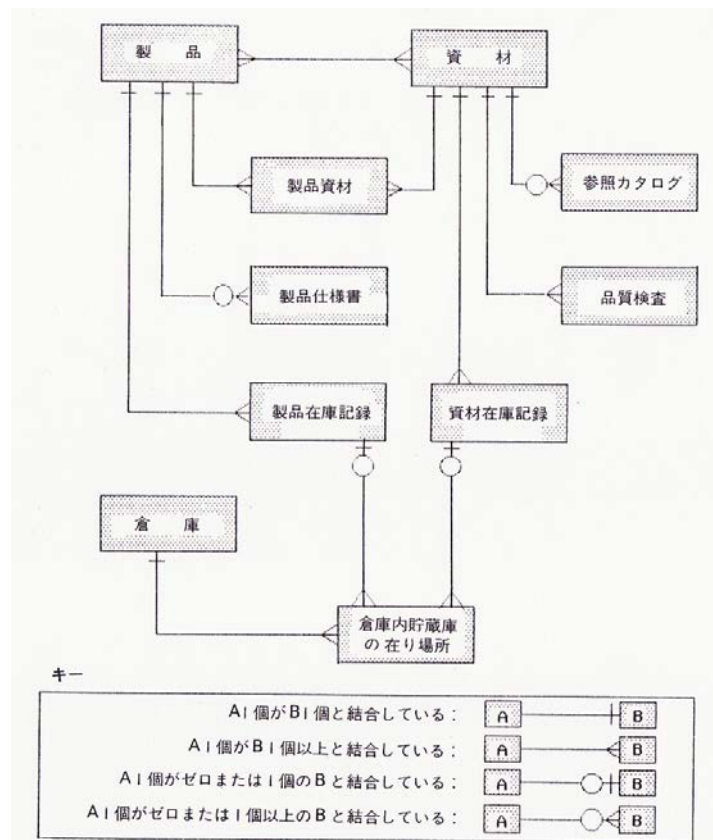 製品
資材
製品資材
参照カタログ
製品仕様書
品質検査
製品在庫記録
資材在庫記録
倉庫
倉庫内貯蔵庫
の在り場所
キー
A1個がB1個と結合している: A B
A1個がB1個以上と結合している: A B
A1個がゼロまたは1個のBと結合している: A B
A1個がゼロまたは1個以上のBと結合している: A B